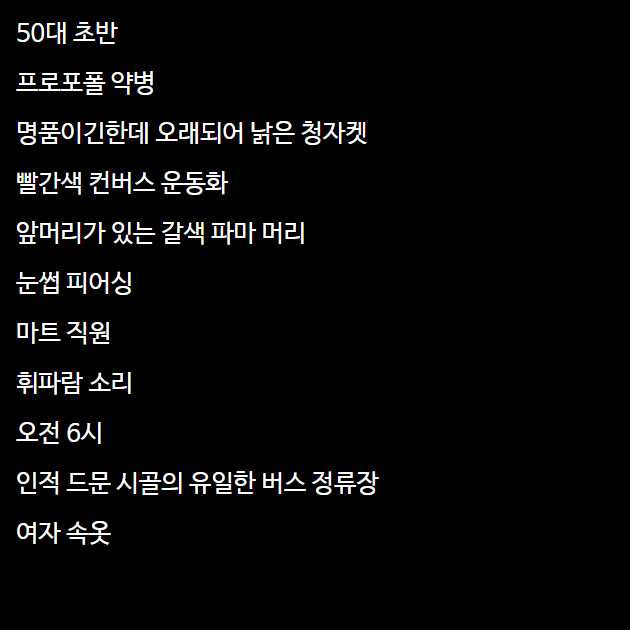 50대 초반
프로포폴 약병
명품이긴한데 오래되어 낡은 청자켓
빨간색 컨버스 운동화
앞머리가 있는 갈색 파마 머리
눈썹 피어싱
마트 직원
휘파람 소리
오전 6시
인적 드문 시골의 유일한 버스 정류장
여자 속옷